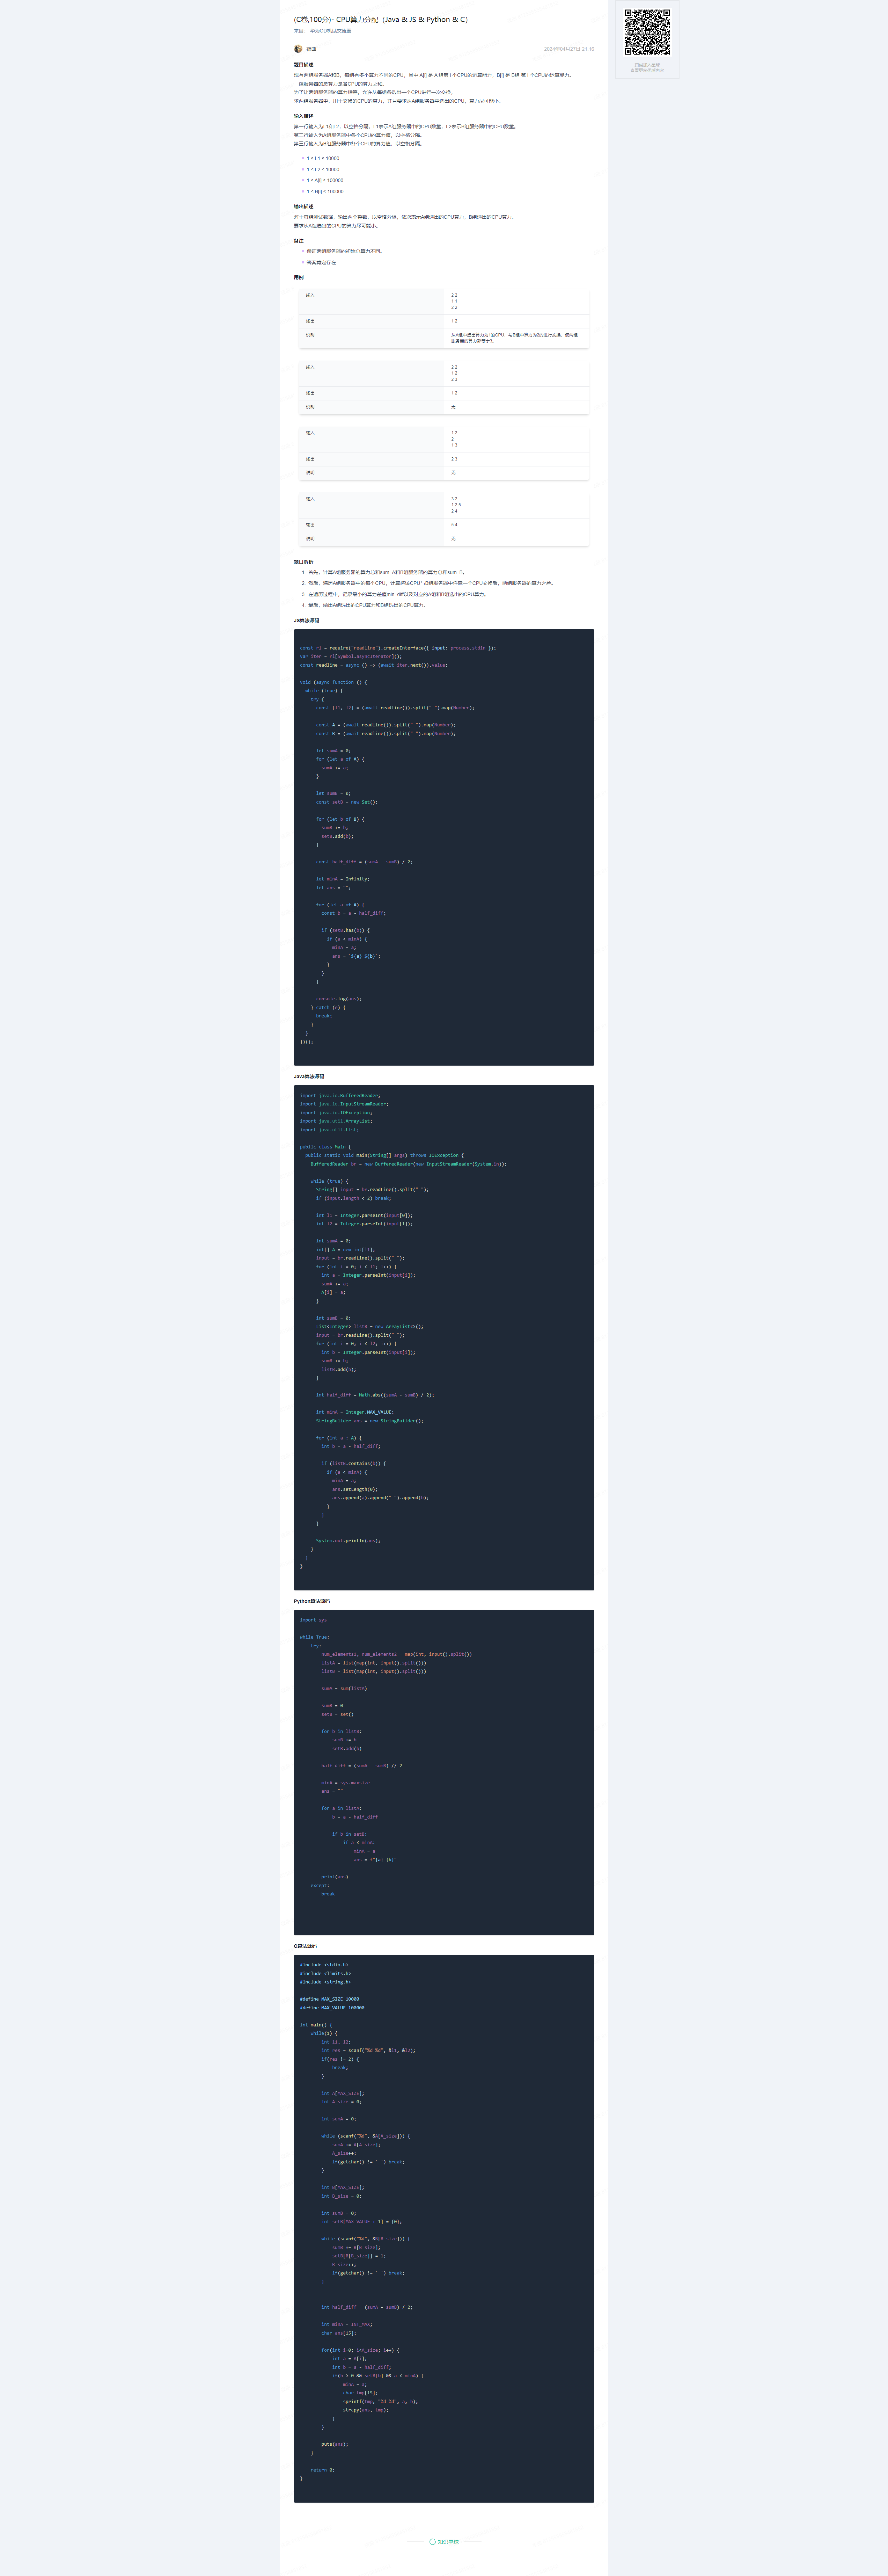 (C卷,100分)- CPU算力分配（Java & JS & Python & C）
来自： 华为OD机试交流圈
2024年04月27日 21:16
扫码加入星球
查看更多优质内容
题目描述
现有两组服务器A和B，每组有多个算力不同的CPU，其中 A[i] 是 A 组第 i 个CPU的运算能力，B[i] 是 B组 第 i 个CPU的运算能力。
一组服务器的总算力是各CPU的算力之和。
为了让两组服务器的算力相等，允许从每组各选出一个CPU进行一次交换，
求两组服务器中，用于交换的CPU的算力，并且要求从A组服务器中选出的CPU，算力尽可能小。
输入描述
第一行输入为L1和L2，以空格分隔，L1表示A组服务器中的CPU数量，L2表示B组服务器中的CPU数量。
第二行输入为A组服务器中各个CPU的算力值，以空格分隔。
第三行输入为B组服务器中各个CPU的算力值，以空格分隔。
1 ≤ L1 ≤ 10000
1 ≤ L2 ≤ 10000
1 ≤ A[i] ≤ 100000
1 ≤ B[i] ≤ 100000
输出描述
对于每组测试数据，输出两个整数，以空格分隔，依次表示A组选出的CPU算力，B组选出的CPU算力。
要求从A组选出的CPU的算力尽可能小。
备注
保证两组服务器的初始总算力不同。
答案肯定存在
用例
输入
2 2
1 1
2 2
输出
1 2
说明
从A组中选出算力为1的CPU，与B组中算力为2的进行交换，使两组
服务器的算力都等于3。
输入
2 2
1 2
2 3
输出
1 2
说明
无
输入
1 2
2
1 3
输出
2 3
说明
无
输入
3 2
1 2 5
2 4
输出
5 4
说明
无
题目解析
1. 首先，计算A组服务器的算力总和sum_A和B组服务器的算力总和sum_B。
2. 然后，遍历A组服务器中的每个CPU，计算将该CPU与B组服务器中任意一个CPU交换后，两组服务器的算力之差。
3. 在遍历过程中，记录最小的算力差值min_diff以及对应的A组和B组选出的CPU算力。
4. 最后，输出A组选出的CPU算力和B组选出的CPU算力。
JS算法源码
const rl = require("readline").createInterface({ input: process.stdin });
var iter = rl[Symbol.asyncIterator]();
const readline = async () => (await iter.next()).value;
void (async function () {
while (true) {
try {
const [l1, l2] = (await readline()).split(" ").map(Number);
const A = (await readline()).split(" ").map(Number);
const B = (await readline()).split(" ").map(Number);
let sumA = 0;
for (let a of A) {
sumA += a;
}
let sumB = 0;
const setB = new let();
for (let b of B) {
sumB += b;
setB.add(b);
}
const half_diff = (sumA - sumB) / 2;
let minA = Infinity;
let ans = "";
for (let a of A) {
const b = a - half_diff;
if (setB.has(b)) {
if (a < minA) {
minA = a;
ans = `${a} ${b}`;
}
}
}
console.log(ans);
} catch (e) {
break;
}
}
})();
Java算法源码
import java.io.BufferedReader;
import java.io.InputStreamReader;
import java.io.IOException;
import java.util.ArrayList;
import java.util.List;
public class Main {
public static void main(String[] args) throws IOException {
BufferedReader br = new BufferedReader(new InputStreamReader(System.in));
while (true) {
String[] input = br.readLine().split(" ");
if (input.length < 2) break;
int l1 = Integer.parseInt(input[0]);
int l2 = Integer.parseInt(input[1]);
int sumA = 0;
int[] A = new int[l1];
input = br.readLine().split(" ");
for (int i = 0; i < l1; i++) {
int a = Integer.parseInt(input[i]);
sumA += a;
A[i] = a;
}
int sumB = 0;
List<Integer> listB = new ArrayList<>();
input = br.readLine().split(" ");
for (int i = 0; i < l2; i++) {
int b = Integer.parseInt(input[i]);
sumB += b;
listB.add(b);
}
int half_diff = Math.abs((sumA - sumB) / 2);
int minA = Integer.MAX_VALUE;
StringBuilder ans = new StringBuilder();
for (int a : A) {
int b = a - half_diff;
if (listB.contains(b)) {
if (a < minA) {
minA = a;
ans.setLength(0);
ans.append(a).append(" ").append(b);
}
}
}
System.out.println(ans);
}
}
}
Python算法源码
import sys
while True:
try:
num_elements1, num_elements2 = map(int, input().split())
listA = list(map(int, input().split()))
listB = list(map(int, input().split()))
sumA = sum(listA)
sumB = 0
setB = set()
for b in listB:
sumB += b
setB.add(b)
half_diff = (sumA - sumB) // 2
minA = sys.maxsize
ans = ""
for a in listA:
b = a - half_diff
if b in setB:
if a < minA:
minA = a
ans = f"{a} {b}"
print(ans)
except:
break
C算法源码
#include <stdio.h>
#include <limits.h>
#include <string.h>
#define MAX_SIZE 10000
#define MAX_VALUE 100000
int main() {
while(1) {
int l1, l2;
int res = scanf("%d %d", &l1, &l2);
if(res != 2) {
break;
}
int A[MAX_SIZE];
int A_size = 0;
int sumA = 0;
while (scanf("%d", &A[A_size])) {
sumA += A[A_size];
A_size++;
if(getchar() != ' ') break;
}
int B[MAX_SIZE];
int B_size = 0;
int sumB = 0;
int setB[MAX_VALUE + 1] = {0};
while (scanf("%d", &B[B_size])) {
sumB += B[B_size];
setB[B[B_size]] = 1;
B_size++;
if(getchar() != ' ') break;
}
int half_diff = (sumA - sumB) / 2;
int minA = INT_MAX;
char ans[15];
for(int i=0; i<A_size; i++) {
int a = A[i];
int b = a - half_diff;
if(b > 0 && setB[b] && a < minA) {
minA = a;
char tmp[15];
sprintf(tmp, "%d %d", a, b);
strcpy(ans, tmp);
}
}
puts(ans);
}
return 0;
}
知识星球